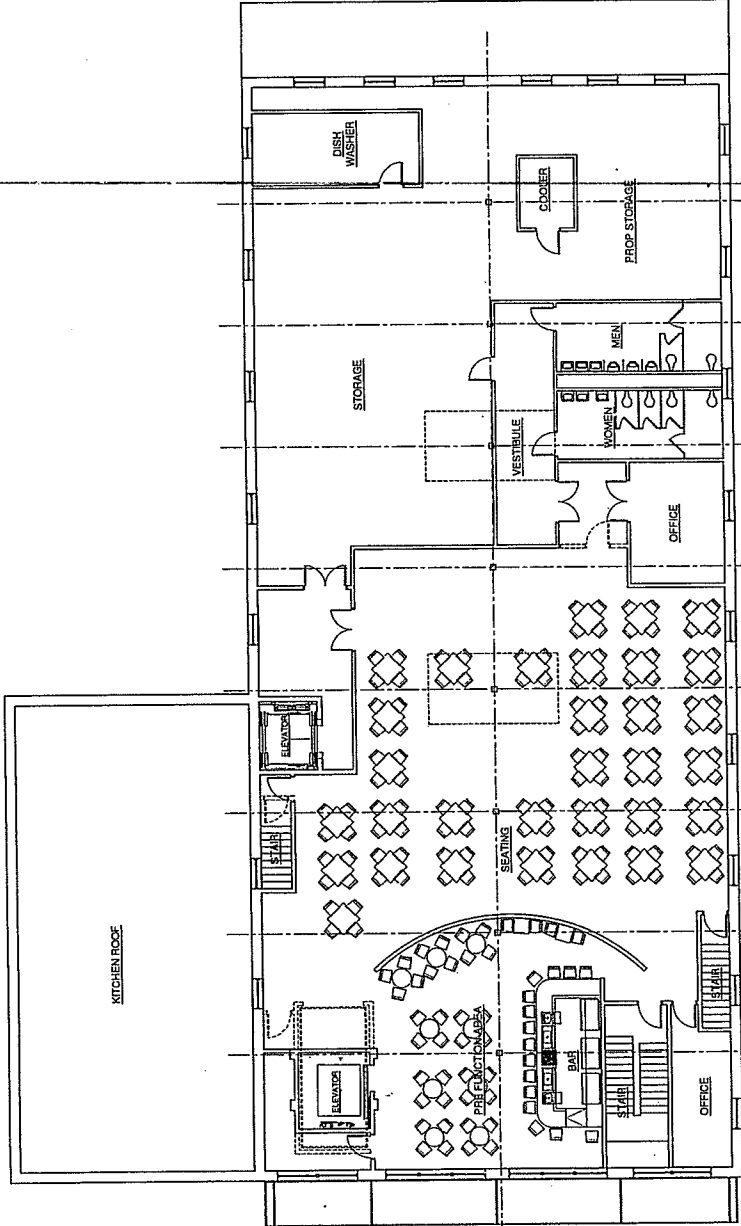 DISH
WASHER
COOLER
PROP STORAGE
STORAGE
MEN
WOMEN
VESTIBULE
OFFICE
ELEVATOR
STAIR
SEATING
KITCHEN ROOF
STAIR
PRE FUNCTION AREA
BAR
ELEVATOR
STAIR
OFFICE